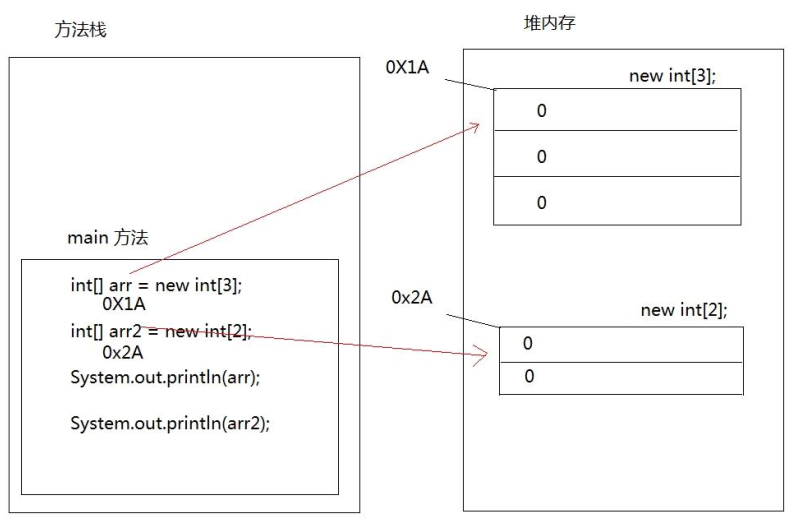 方法栈
main 方法
int[] arr = new int[3];
0X1A
int[] arr2 = new int[2];
0x2A
System.out.println(arr);
System.out.println(arr2);
堆内存
0X1A
new int[3];
0
0
0
0x2A
new int[2];
0
0